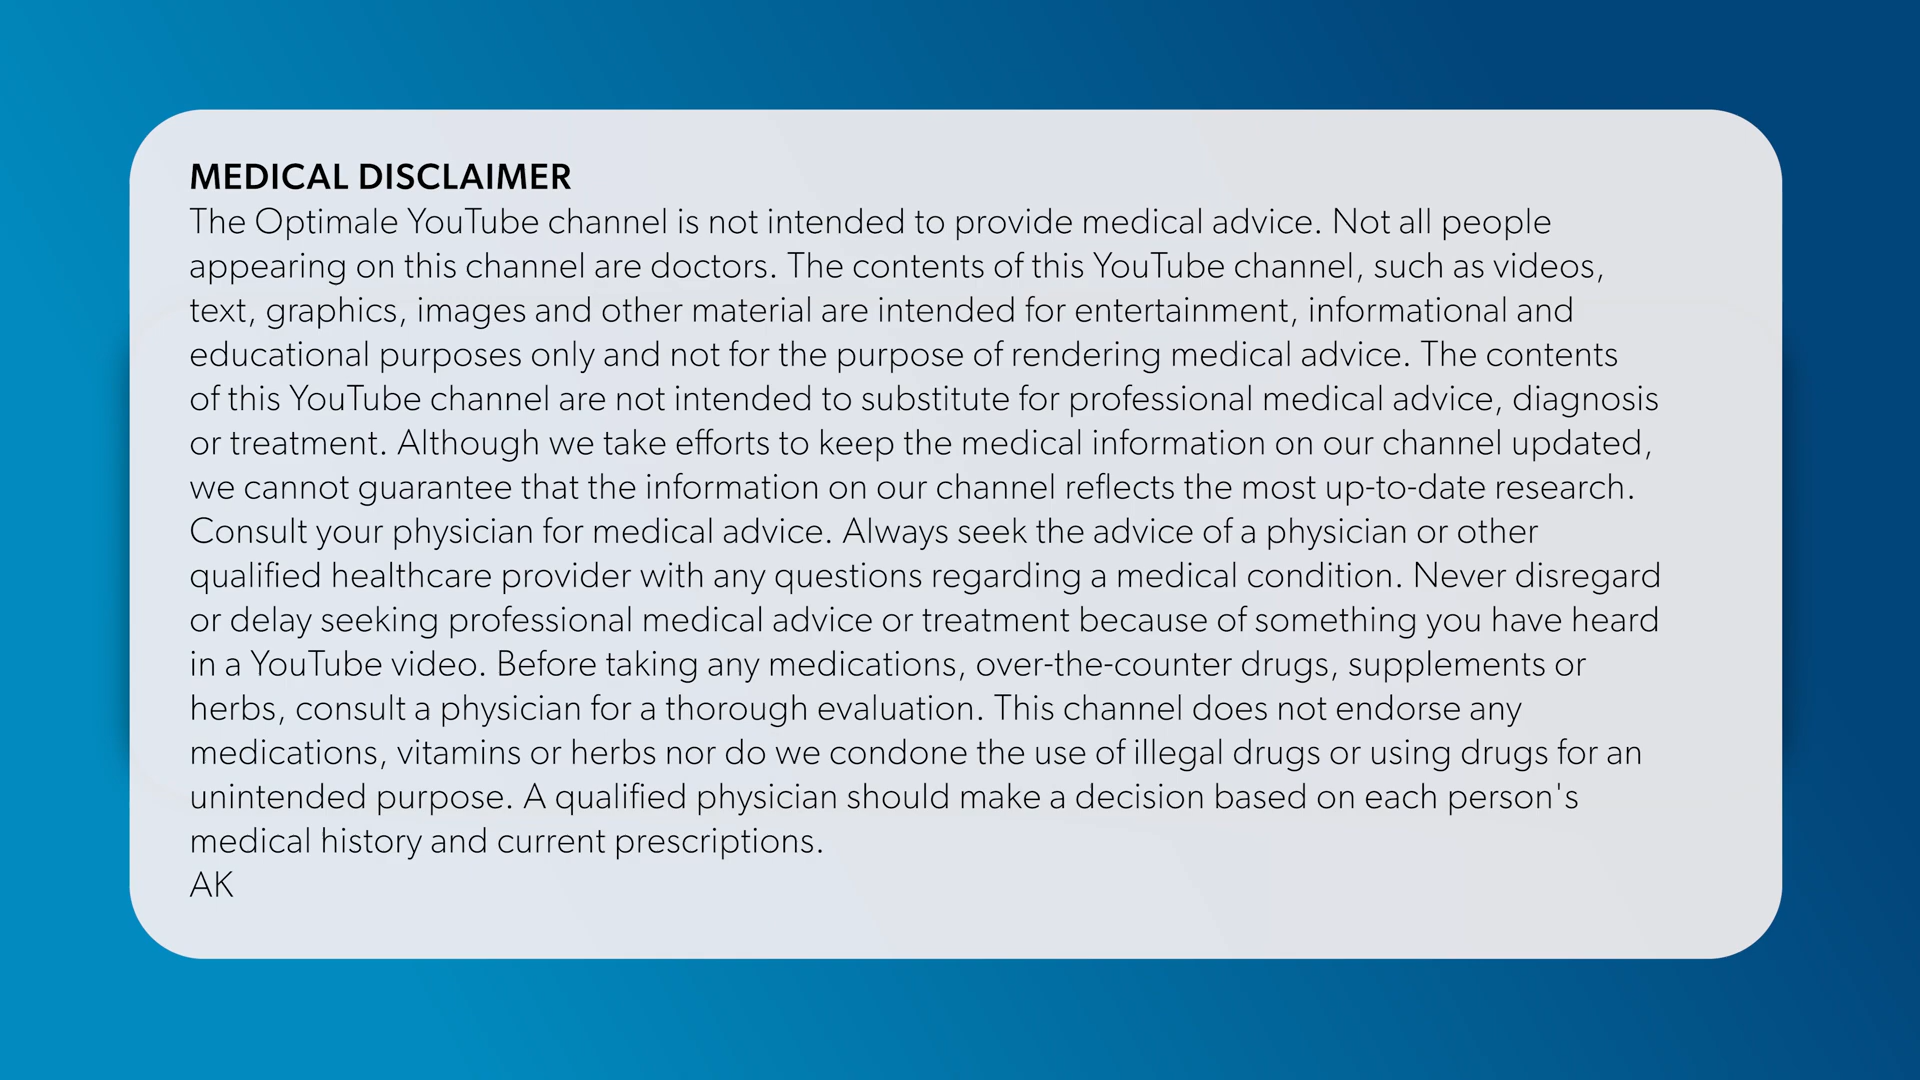 MEDICAL DISCLAIMER
The Optimale YouTube channel is not intended to provide medical advice. Not all people
appearing on this channel are doctors. The contents of this YouTube channel, such as videos,
text, graphics, images and other material are intended for entertainment, informational and
educational purposes only and not for the purpose of rendering medical advice. The contents
of this YouTube channel are not intended to substitute for professional medical advice, diagnosis
or treatment. Although we take efforts to keep the medical information on our channel updated,
we cannot guarantee that the information on our channel reflects the most up-to-date research.
Consult your physician for medical advice. Always seek the advice of a physician or other
qualified healthcare provider with any questions regarding a medical condition. Never disregard
or delay seeking professional medical advice or treatment because of something you have heard
in a YouTube video. Before taking any medications, over-the-counter drugs, supplements or
herbs, consult a physician for a thorough evaluation. This channel does not endorse any
medications, vitamins or herbs nor do we condone the use of illegal drugs or using drugs for an
unintended purpose. A qualified physician should make a decision based on each person's
medical history and current prescriptions.
AK